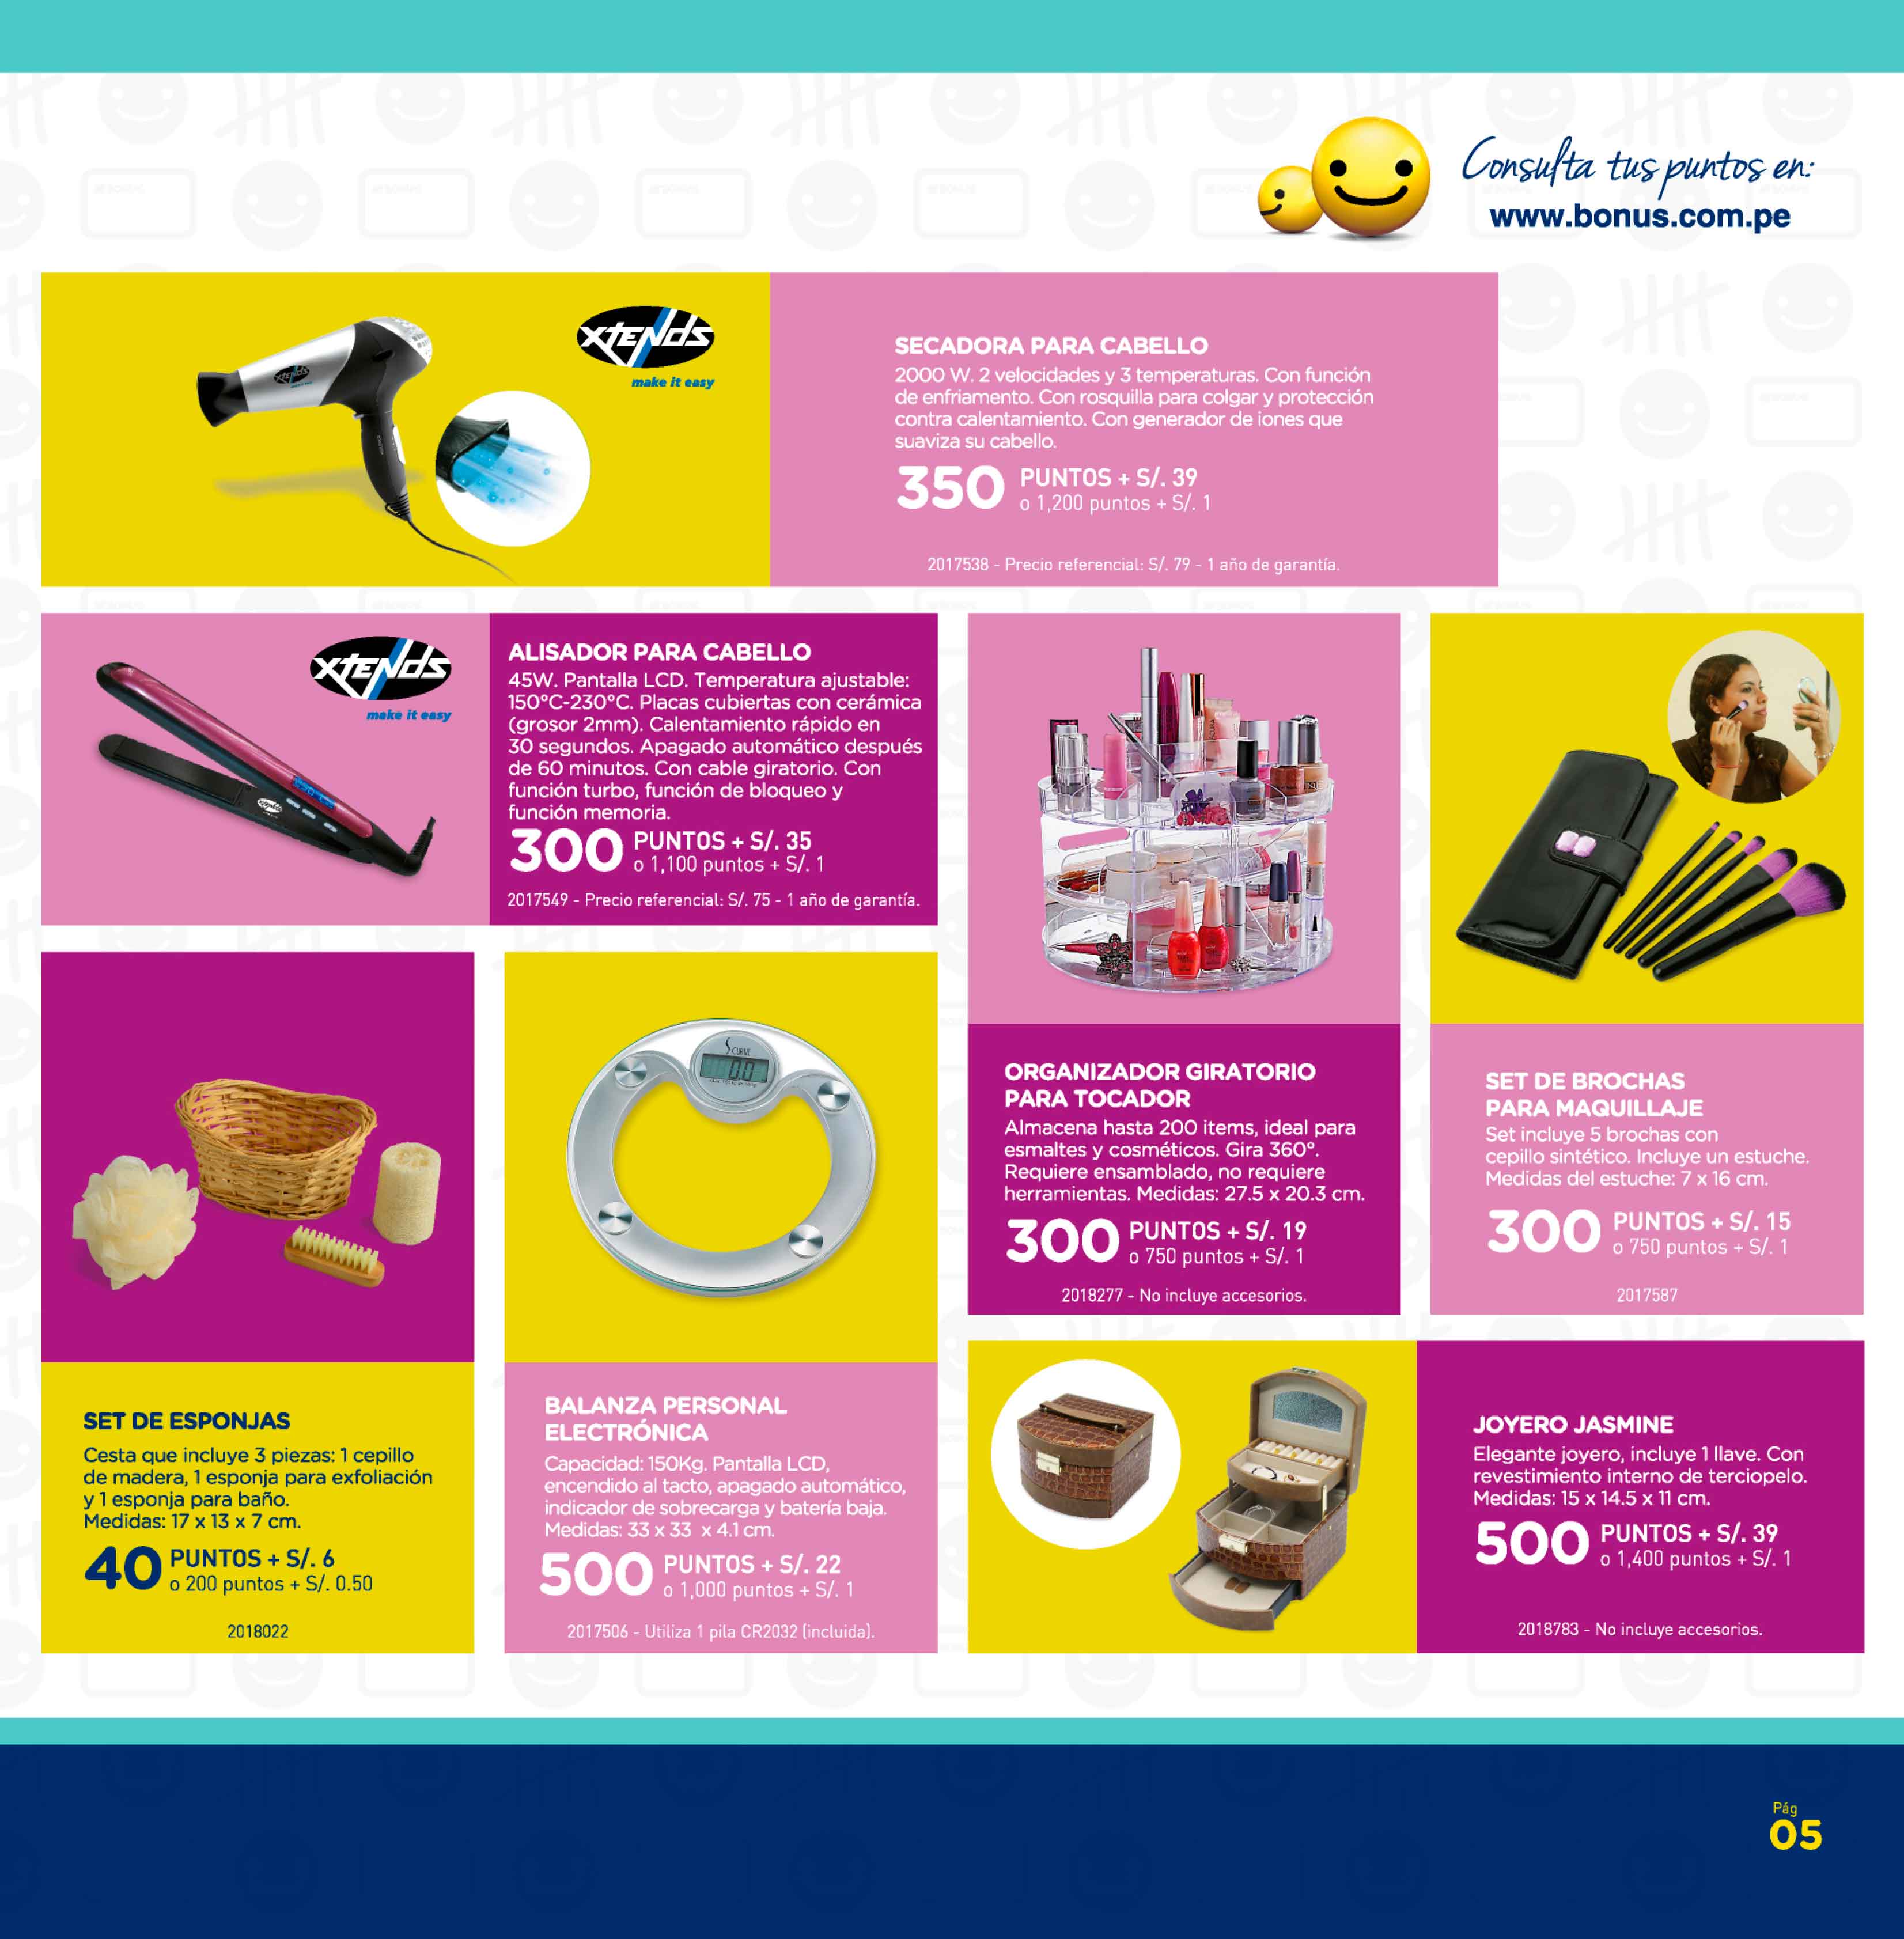 Consulta tus puntos en:
www.bonus.com.pe
xtends
make it easy
SECADORA PARA CABELLO
2000 W. 2 velocidades y 3 temperaturas. Con función
de enfriamento. Con rosquilla para colgar y protección
contra calentamiento. Con generador de iones que
suaviza su cabello.
350 PUNTOS + S/. 39
o 1,200 puntos + S/. 1
2017538 - Precio referencial: S/. 79 - 1 año de garantía.
xtends
make it easy
ALISADOR PARA CABELLO
45W. Pantalla LCD. Temperatura ajustable:
150°C-230°C. Placas cubiertas con cerámica
(grosor 2mm). Calentamiento rápido en
30 segundos. Apagado automático después
de 60 minutos. Con cable giratorio. Con
función turbo, función de bloqueo y
función memoria.
300 PUNTOS + S/. 35
o 1,100 puntos + S/. 1
2017549 - Precio referencial: S/. 75 - 1 año de garantía.
ORGANIZADOR GIRATORIO
PARA TOCADOR
Almacena hasta 200 items, ideal para
esmaltes y cosméticos. Gira 360°.
Requiere ensamblado, no requiere
herramientas. Medidas: 27.5 x 20.3 cm.
300 PUNTOS + S/. 19
o 750 puntos + S/. 1
2018277 - No incluye accesorios.
SET DE BROCHAS
PARA MAQUILLAJE
Set incluye 5 brochas con
cepillo sintético. Incluye un estuche.
Medidas del estuche: 7 x 16 cm.
300 PUNTOS + S/. 15
o 750 puntos + S/. 1
2017587
SET DE ESPONJAS
Cesta que incluye 3 piezas: 1 cepillo
de madera, 1 esponja para exfoliación
y 1 esponja para baño.
Medidas: 17 x 13 x 7 cm.
40 PUNTOS + S/. 6
o 200 puntos + S/. 0.50
2018022
CURVE
0.0
BALANZA PERSONAL
ELECTRÓNICA
Capacidad: 150Kg. Pantalla LCD,
encendido al tacto, apagado automático,
indicador de sobrecarga y batería baja.
Medidas: 33 x 33 x 4.1 cm.
500 PUNTOS + S/. 22
o 1,000 puntos + S/. 1
2017506 - Utiliza 1 pila CR2032 (incluida).
JOYERO JASMINE
Elegante joyero, incluye 1 llave. Con
revestimiento interno de terciopelo.
Medidas: 15 x 14.5 x 11 cm.
500 PUNTOS + S/. 39
o 1,400 puntos + S/. 1
2018783 - No incluye accesorios.
Pág
05